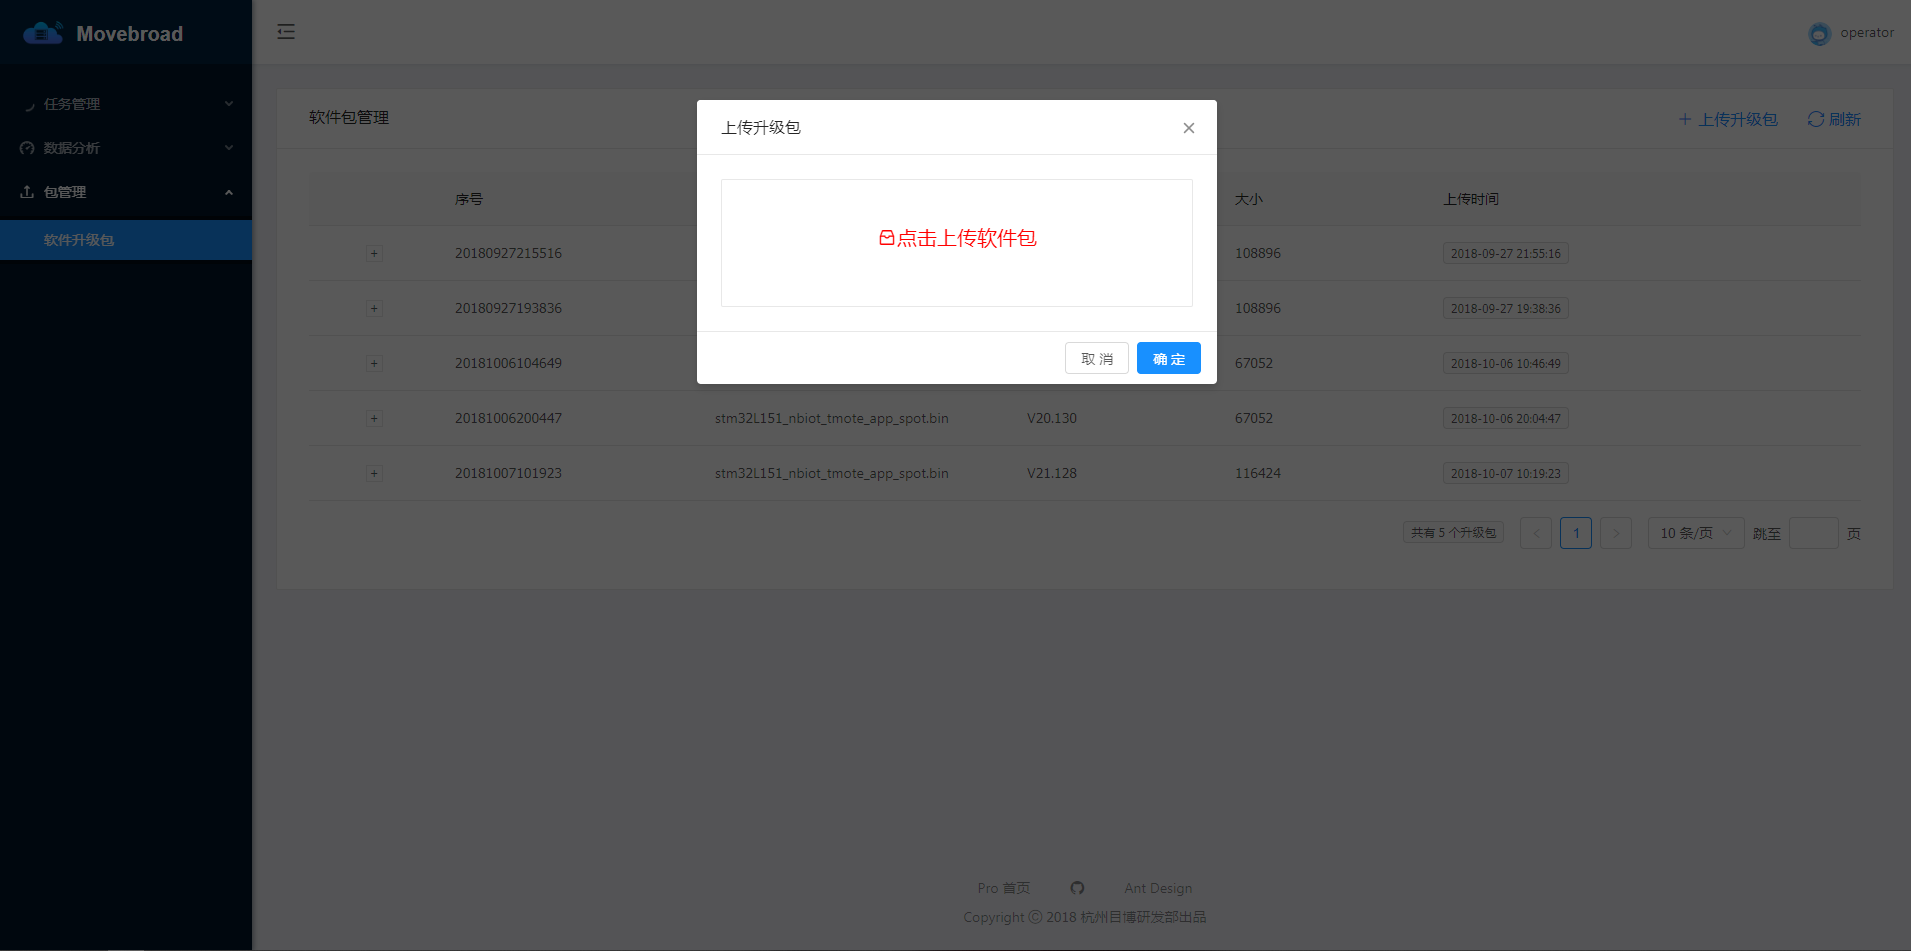 Movebroad
operator
任务管理
数据分析
包管理
软件升级包
软件包管理
上传升级包
刷新
上传升级包
点击上传软件包
取 消
确 定
序号
大小
上传时间
20180927215516
108896
2018-09-27 21:55:16
20180927193836
108896
2018-09-27 19:38:36
20181006104649
67052
2018-10-06 10:46:49
20181006200447
stm32L151_nbiot_tmote_app_spot.bin
V20.130
67052
2018-10-06 20:04:47
20181007101923
stm32L151_nbiot_tmote_app_spot.bin
V21.128
116424
2018-10-07 10:19:23
共有 5 个升级包
1
10 条/页
跳至
页
Pro 首页
Ant Design
Copyright © 2018 杭州目博研发部出品